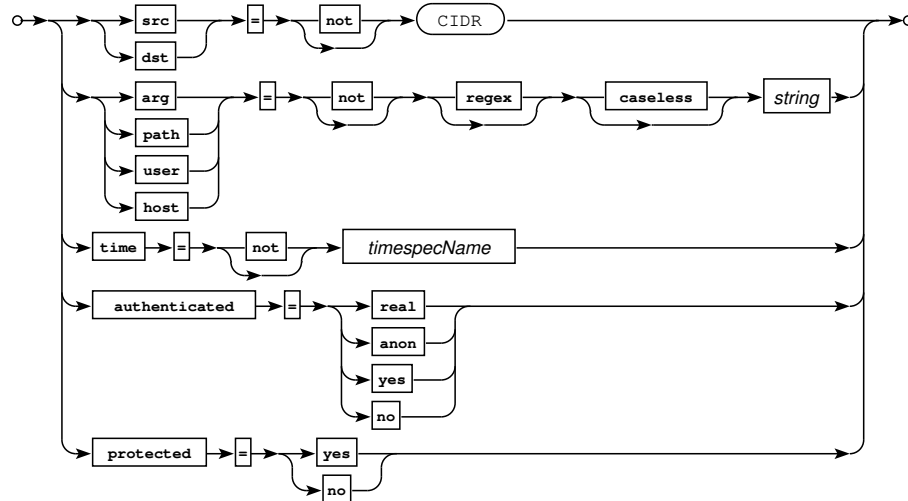 src = not CIDR
dst
arg = not regex caseless string
path
user
host
time = not timespecName
authenticated = real
anon
yes
no
protected = yes
no